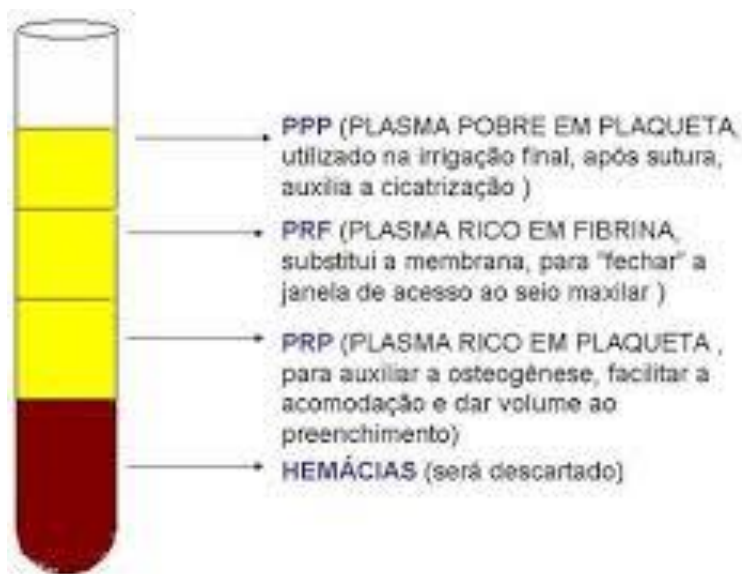 PPP (PLASMA POBRE EM PLAQUETA,
utilizado na irrigação final, após sutura,
auxilia a cicatrização )
PRF (PLASMA RICO EM FIBRINA,
substitui a membrana, para "fechar" a
janela de acesso ao seio maxilar )
PRP (PLASMA RICO EM PLAQUETA ,
para auxiliar a osteogênese, facilitar a
acomodação e dar volume ao
preenchimento)
HEMÁCIAS (será descartado)